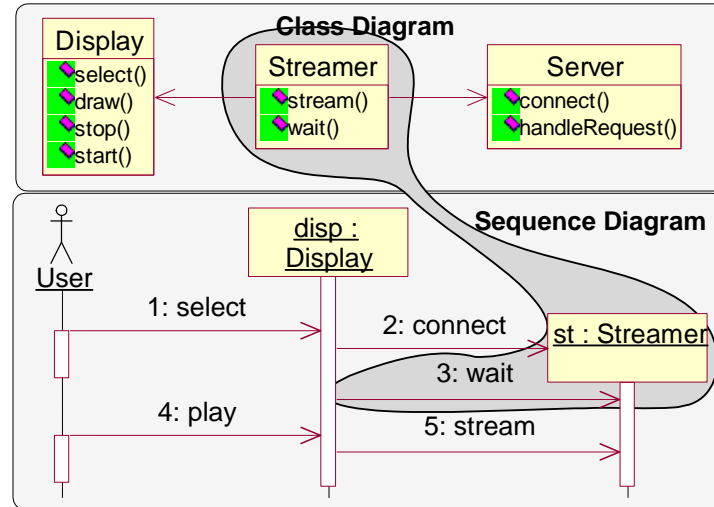 Class Diagram
Display
select()
draw()
stop()
start()
Streamer
stream()
wait()
Server
connect()
handleRequest()
Sequence Diagram
User
disp :
Display
st : Streamer
1: select
2: connect
3: wait
4: play
5: stream